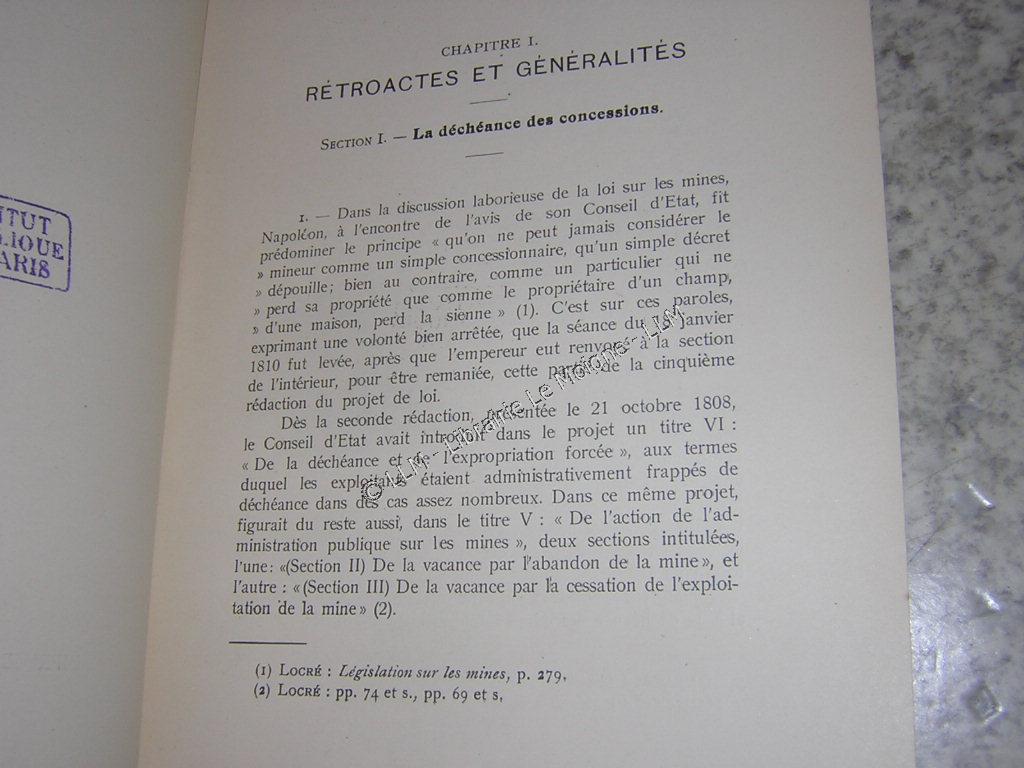 CHAPITRE I.
RÉTROACTES ET GÉNÉRALITÉS
SECTION I. — La déchéance des concessions.
1. — Dans la discussion laborieuse de la loi sur les mines,
Napoléon, à l'encontre de l'avis de son Conseil d'Etat, fit
prédominer le principe « qu'on ne peut jamais considérer le
» mineur comme un simple concessionnaire, qu'un simple décret
» dépouille; bien au contraire, comme un particulier qui ne
» perd sa propriété que comme le propriétaire d'un champ,
» d'une maison, perd la sienne » (1). C'est sur ces paroles,
exprimant une volonté bien arrêtée, que la séance du 13 janvier
1810 fut levée, après que l'empereur eut renvoyé à la section
de l'intérieur, pour être remaniée, cette partie de la cinquième
rédaction du projet de loi.
Dès la seconde rédaction, présentée le 21 octobre 1808,
le Conseil d'Etat avait introduit dans le projet un titre VI :
« De la déchéance et de l'expropriation forcée », aux termes
duquel les exploitants étaient administrativement frappés de
déchéance dans des cas assez nombreux. Dans ce même projet,
figurait du reste aussi, dans le titre V : « De l'action de l'ad-
ministration publique sur les mines », deux sections intitulées,
l'une: «(Section II) De la vacance par l'abandon de la mine», et
l'autre : «(Section III) De la vacance par la cessation de l'exploi-
tation de la mine» (2).
(1) LOCRÉ : Législation sur les mines, p. 279.
(2) LOCRÉ : pp. 74 et s., pp. 69 et s.
© LLM - Librairie Le Moigne - LLM
ARIS